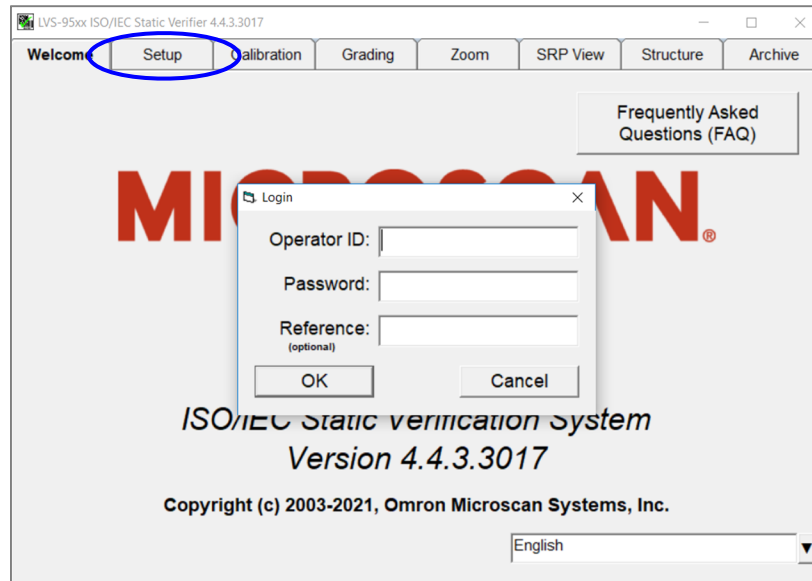 LVS-95xx ISO/IEC Static Verifier 4.4.3.3017
Welcome Setup Calibration Grading Zoom SRP View Structure Archive
Frequently Asked
Questions (FAQ)
MICROSCAN®
Login
Operator ID:
Password:
Reference:
(optional)
OK Cancel
ISO/IEC Static Verification System
Version 4.4.3.3017
Copyright (c) 2003-2021, Omron Microscan Systems, Inc.
English